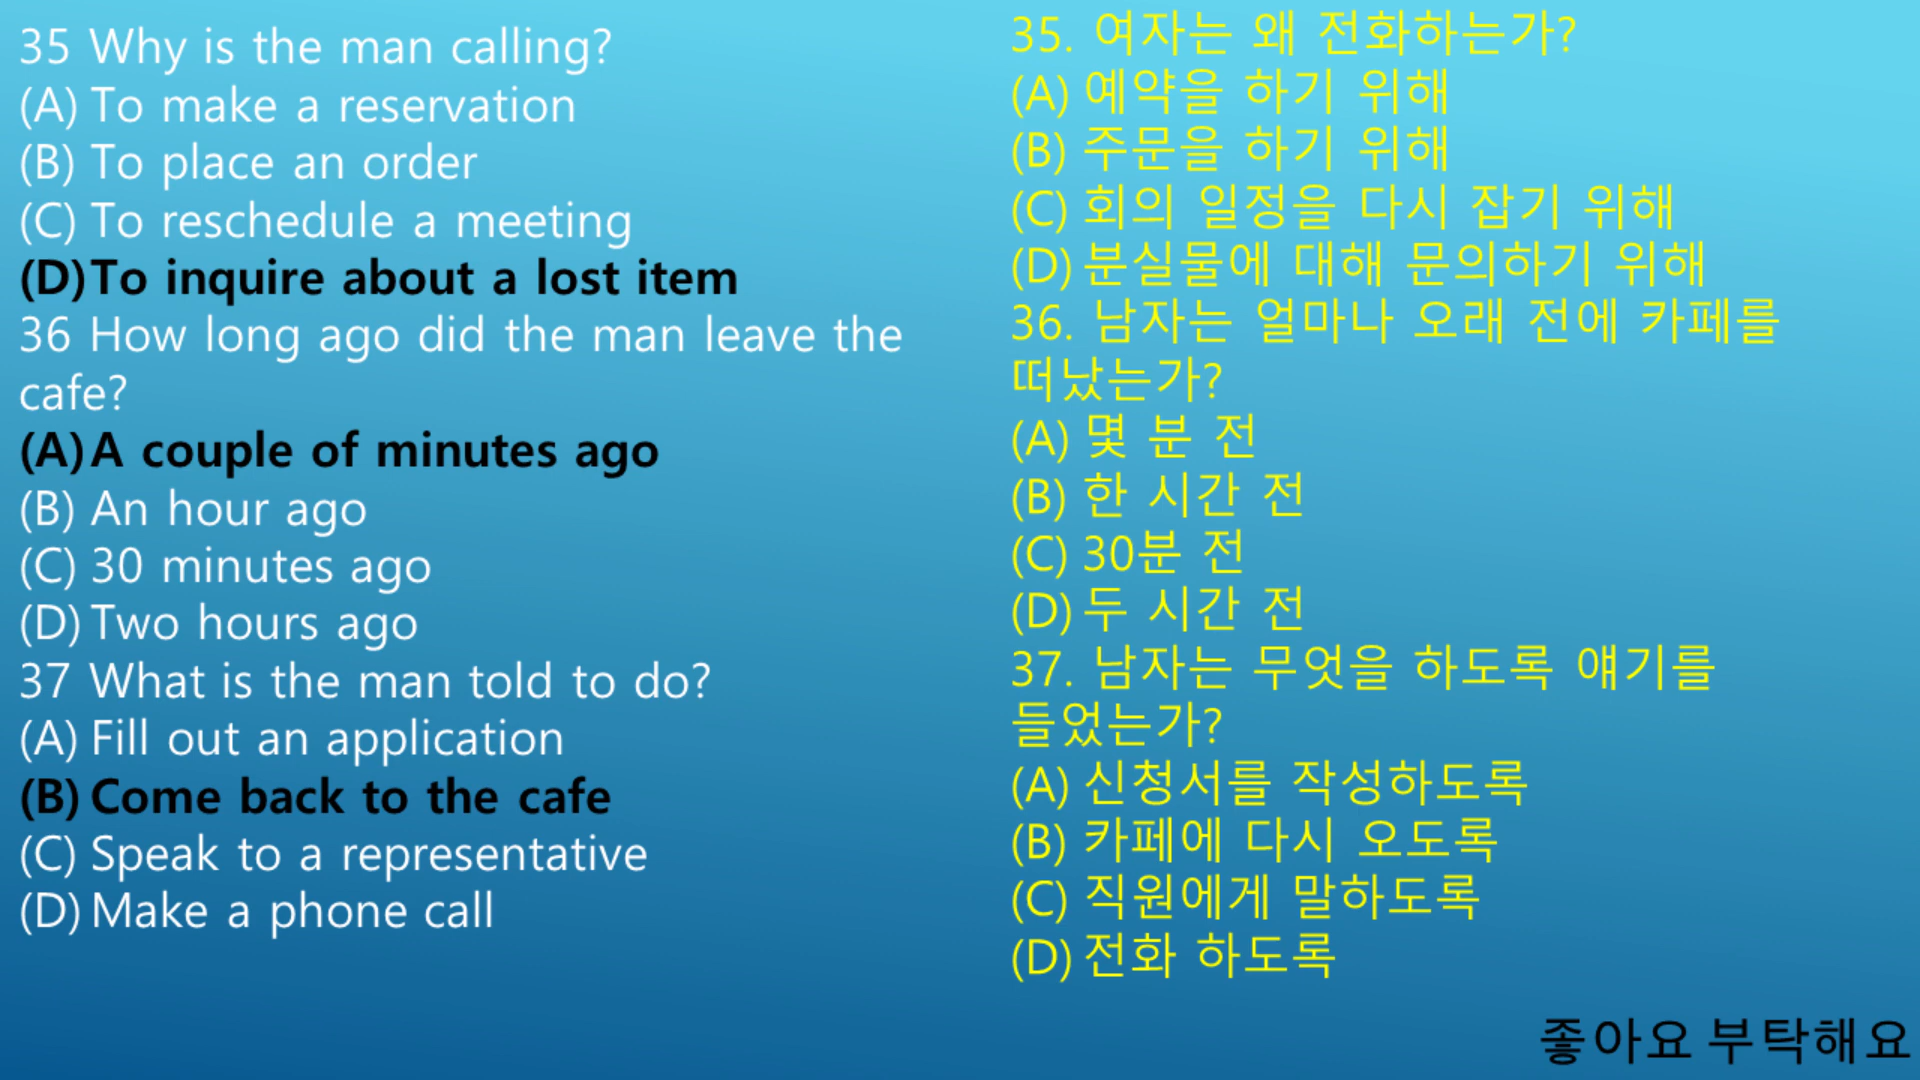 35 Why is the man calling?
(A) To make a reservation
(B) To place an order
(C) To reschedule a meeting
(D) To inquire about a lost item
36 How long ago did the man leave the
cafe?
(A) A couple of minutes ago
(B) An hour ago
(C) 30 minutes ago
(D) Two hours ago
37 What is the man told to do?
(A) Fill out an application
(B) Come back to the cafe
(C) Speak to a representative
(D) Make a phone call
35. 여자는 왜 전화하는가?
(A) 예약을 하기 위해
(B) 주문을 하기 위해
(C) 회의 일정을 다시 잡기 위해
(D) 분실물에 대해 문의하기 위해
36. 남자는 얼마나 오래 전에 카페를
떠났는가?
(A) 몇 분 전
(B) 한 시간 전
(C) 30분 전
(D) 두 시간 전
37. 남자는 무엇을 하도록 얘기를
들었는가?
(A) 신청서를 작성하도록
(B) 카페에 다시 오도록
(C) 직원에게 말하도록
(D) 전화 하도록
좋아요 부탁해요